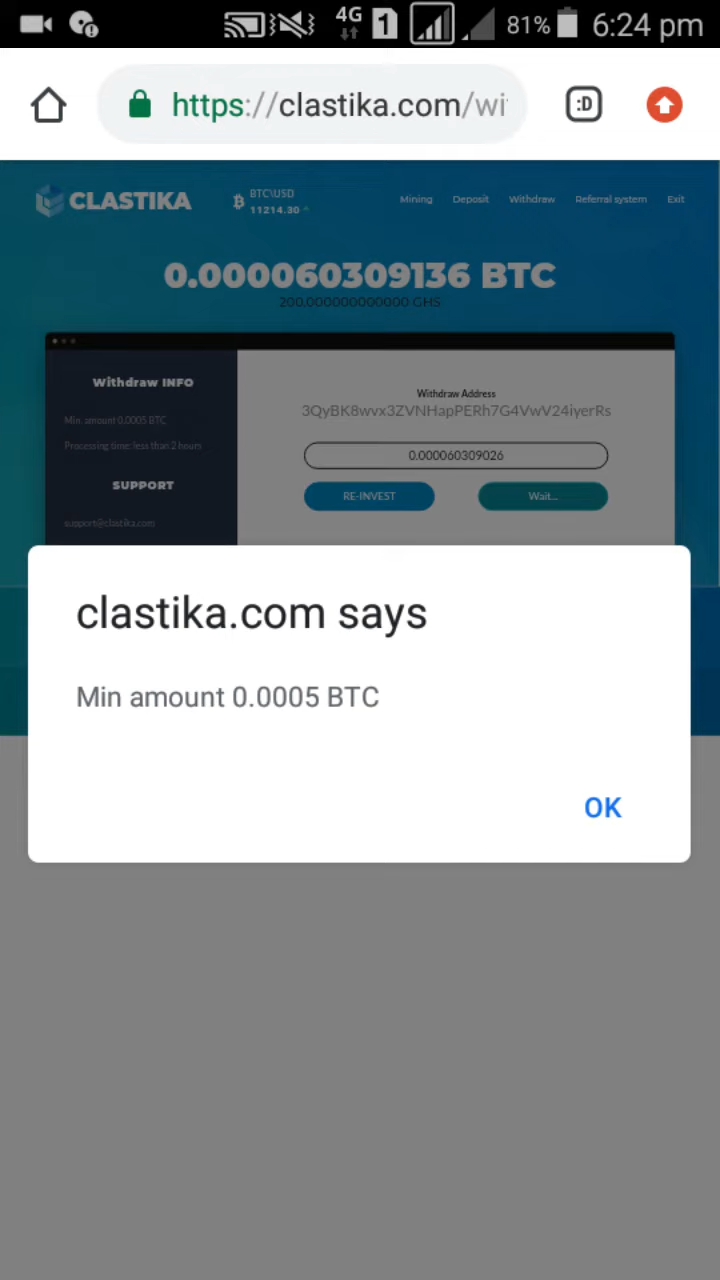 4G 1 81% 6:24 pm
https://clastika.com/wi
:D
CLASTIKA
BTC\USD
11214.30
Mining Deposit Withdraw Referral system Exit
0.000060309136 BTC
200.000000000000 GHS
Withdraw INFO
Min. amount 0.0005 BTC
Processing time: less than 2 hours
SUPPORT
support@clastika.com
Withdraw Address
3QyBK8wvx3ZVNHapPERh7G4VwV24iyerRs
0.000060309026
RE-INVEST Wait...
clastika.com says
Min amount 0.0005 BTC
OK